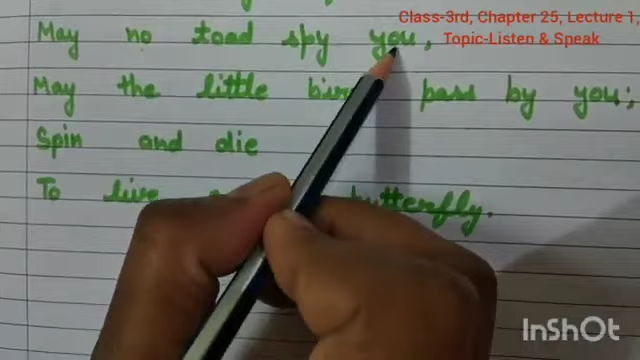 Class-3rd, Chapter 25, Lecture 1,
Topic-Listen & Speak
May no toad spy you,
May the little pass by you;
Spin and die
To live butterfly.
InShOt